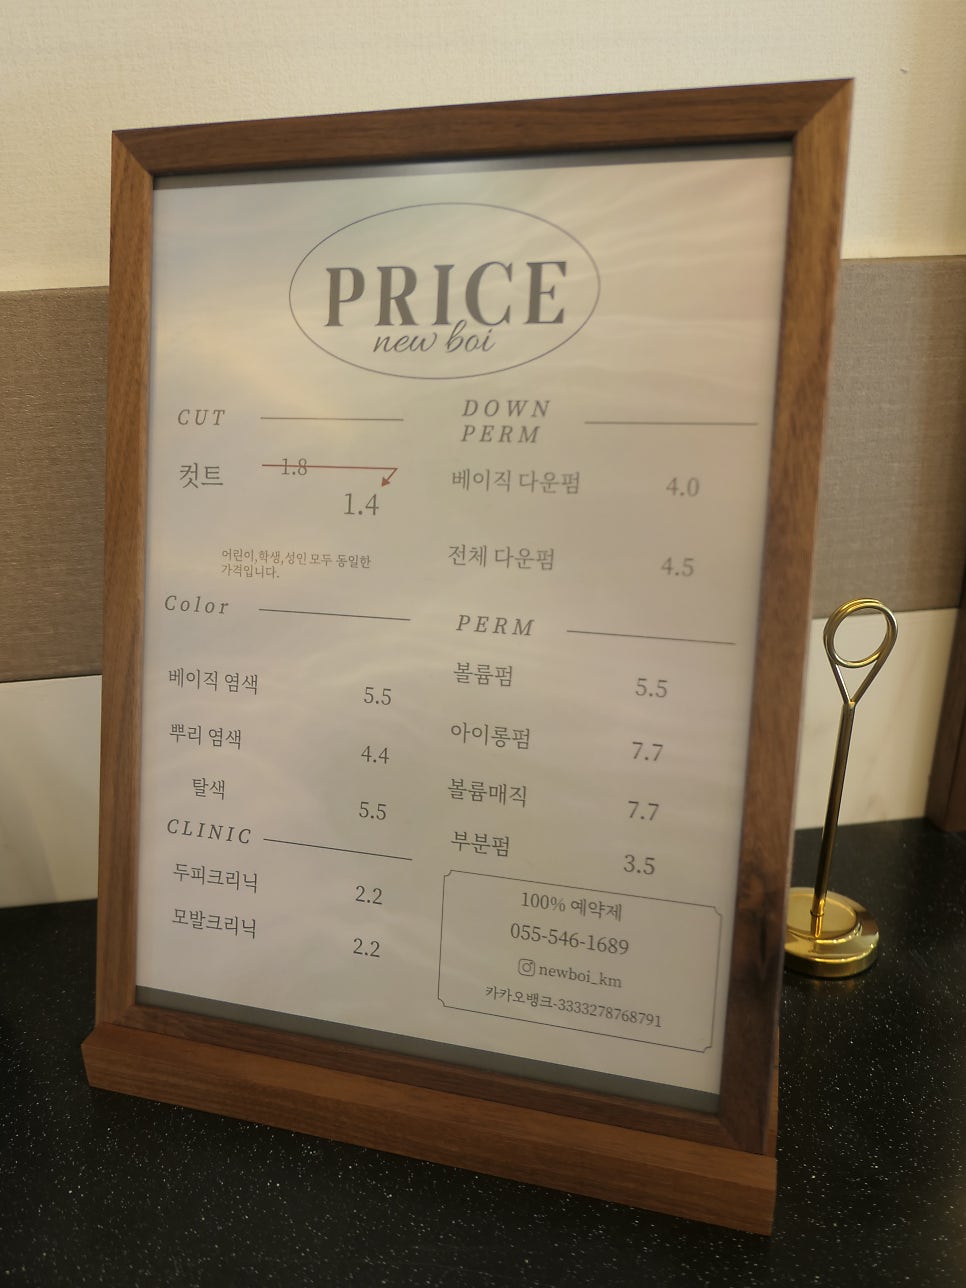 PRICE
new boi
CUT
컷트 1.8
1.4
어린이,학생,성인 모두 동일한
가격입니다.
Color
베이직 염색 5.5
뿌리 염색 4.4
탈색 5.5
CLINIC
두피크리닉 2.2
모발크리닉 2.2
DOWN
PERM
베이직 다운펌 4.0
전체 다운펌 4.5
PERM
볼륨펌 5.5
아이롱펌 7.7
볼륨매직 7.7
부분펌 3.5
100% 예약제
055-546-1689
newboi_km
카카오뱅크-3333278768791